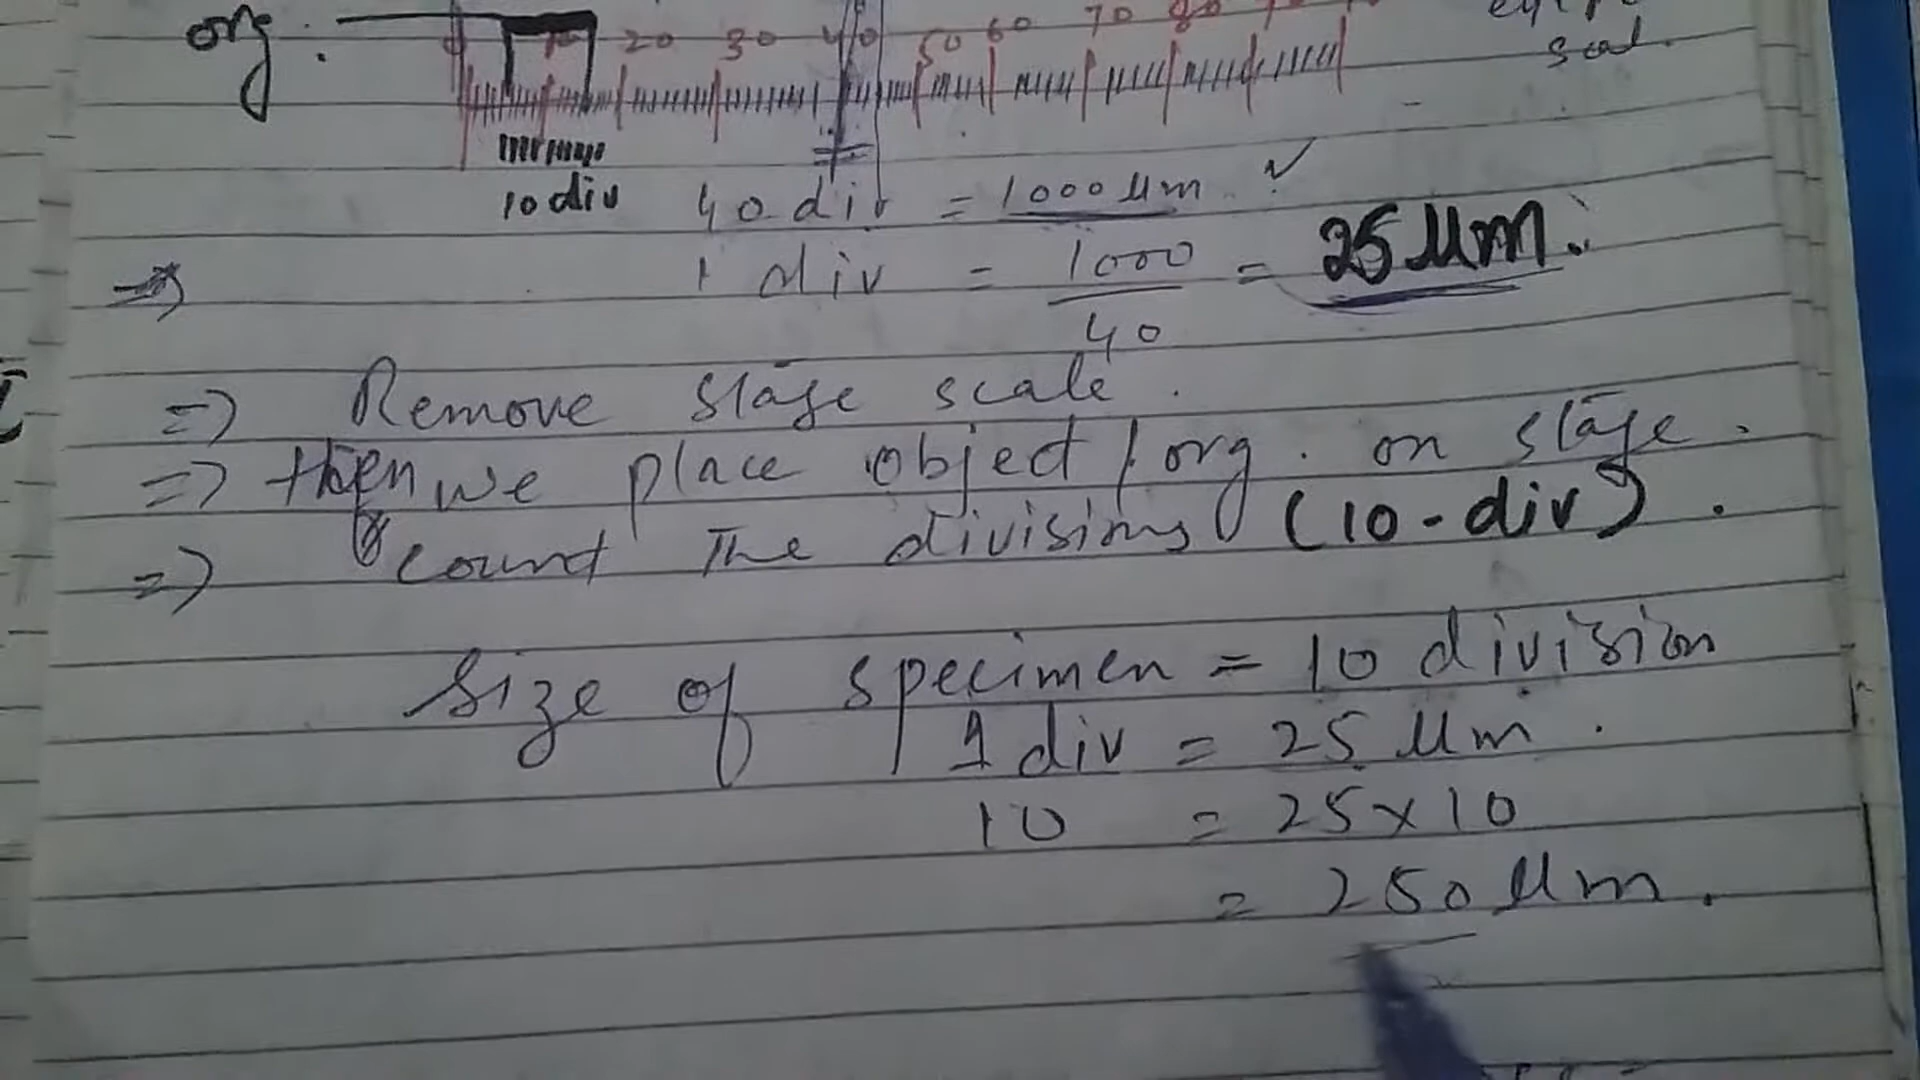 org.
10 20 30 40 50 60 70 80
scal.
10 div 40 div = 1000 μm ✓
=> 1 div = 1000/40 = 25 μm.
=> Remove stage scale.
=> then we place object / org. on stage.
=> & count The divisions (10-div).
Size of specimen = 10 division
1 div = 25 μm.
10 = 25 x 10
= 250 μm.